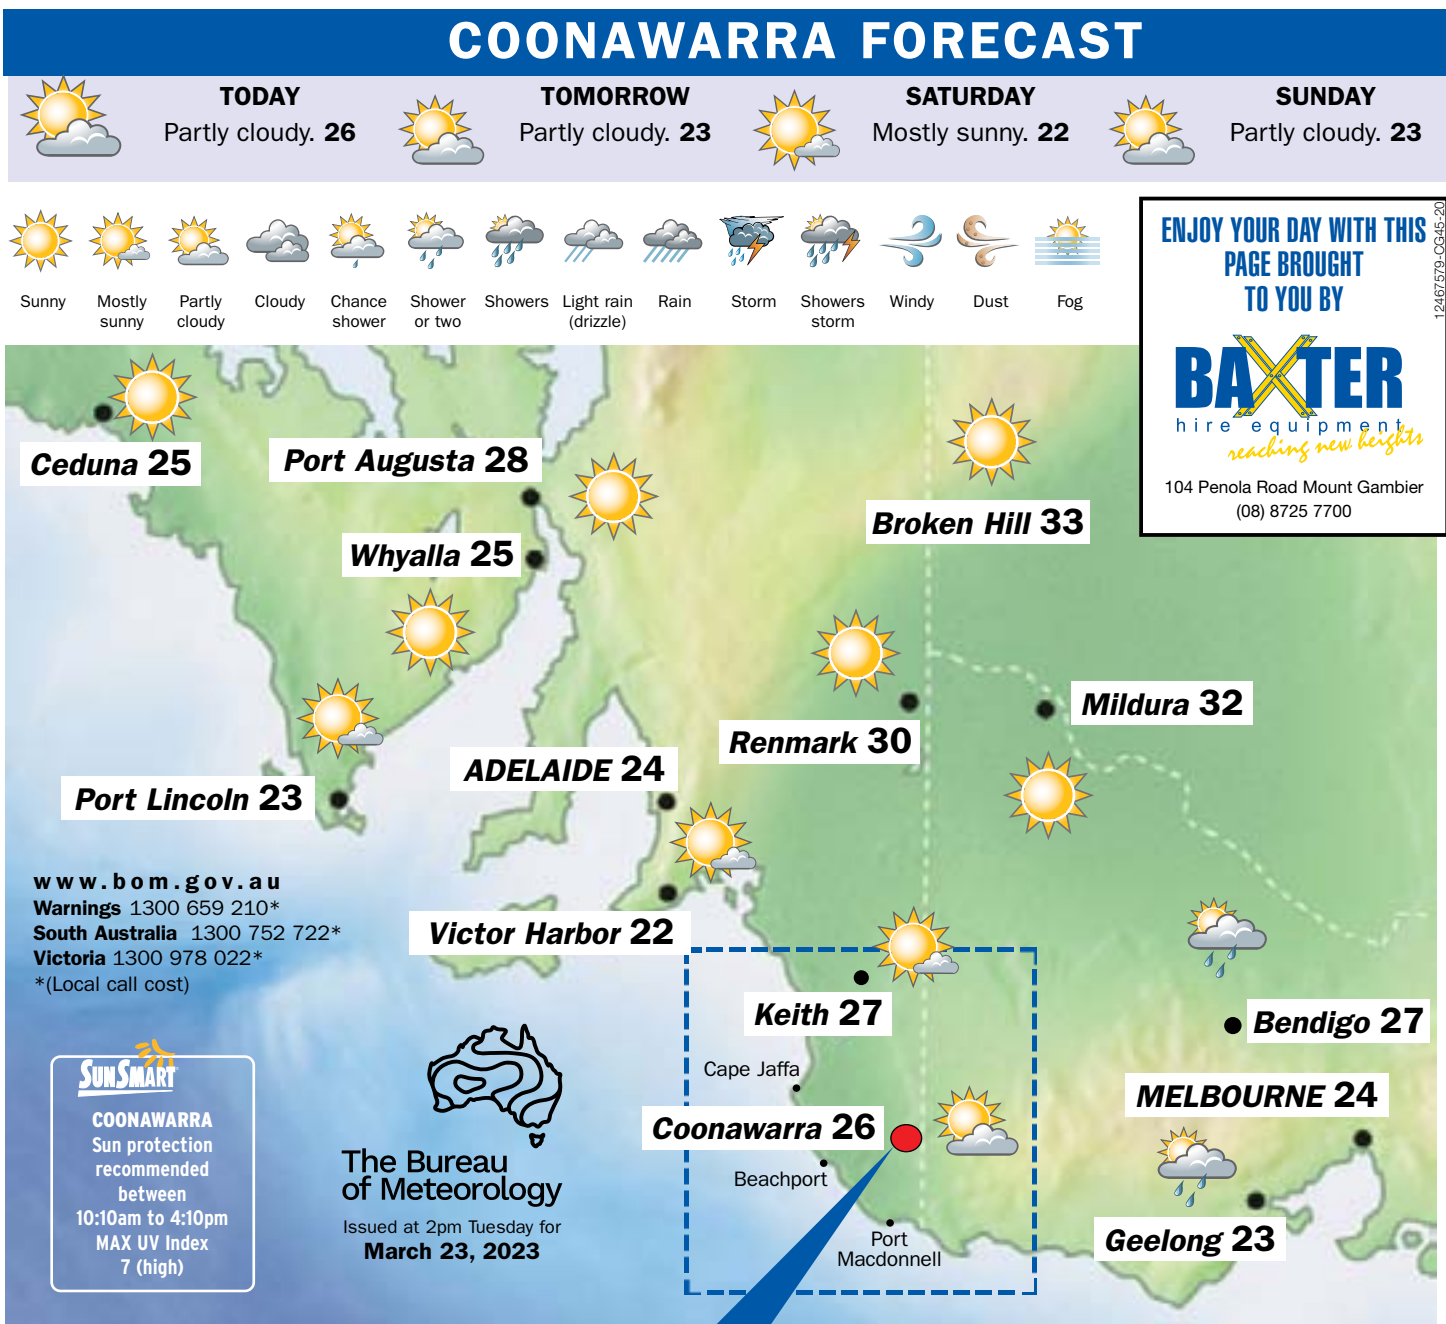 COONAWARRA FORECAST
TODAY
Partly cloudy. 26
TOMORROW
Partly cloudy. 23
SATURDAY
Mostly sunny. 22
SUNDAY
Partly cloudy. 23
Sunny
Mostly
sunny
Partly
cloudy
Cloudy
Chance
shower
Shower
or two
Showers
Light rain
(drizzle)
Rain
Storm
Showers
storm
Windy
Dust
Fog
ENJOY YOUR DAY WITH THIS
PAGE BROUGHT
TO YOU BY
BAXTER
hire equipment
reaching new heights
104 Penola Road Mount Gambier
(08) 8725 7700
12467579-CG45-20
Ceduna 25
Port Augusta 28
Whyalla 25
Broken Hill 33
Renmark 30
Mildura 32
ADELAIDE 24
Port Lincoln 23
Victor Harbor 22
www.bom.gov.au
Warnings 1300 659 210*
South Australia 1300 752 722*
Victoria 1300 978 022*
*(Local call cost)
Keith 27
Bendigo 27
Cape Jaffa
MELBOURNE 24
Coonawarra 26
Beachport
Port
Macdonnell
Geelong 23
SUNSMART
COONAWARRA
Sun protection
recommended
between
10:10am to 4:10pm
MAX UV Index
7 (high)
The Bureau
of Meteorology
Issued at 2pm Tuesday for
March 23, 2023